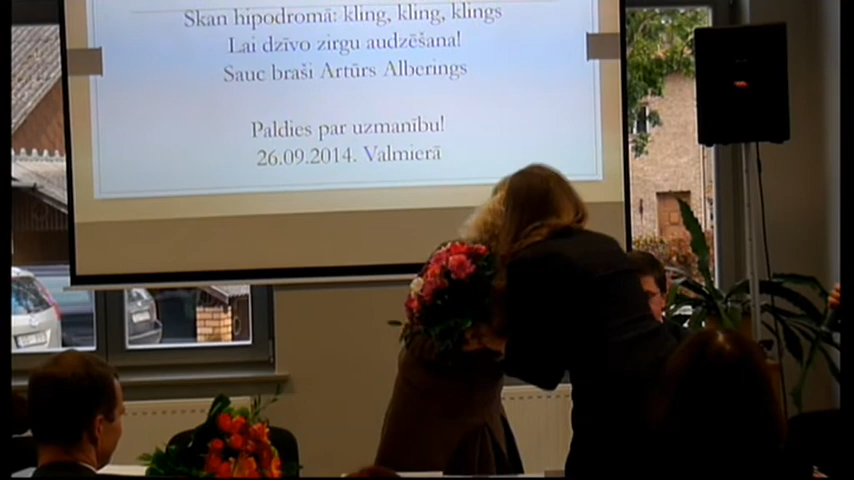 Skan hipodromā: kling, kling, klings
Lai dzīvo zirgu audzēšana!
Sauc braši Artūrs Alberings
Paldies par uzmanību!
26.09.2014. Valmierā